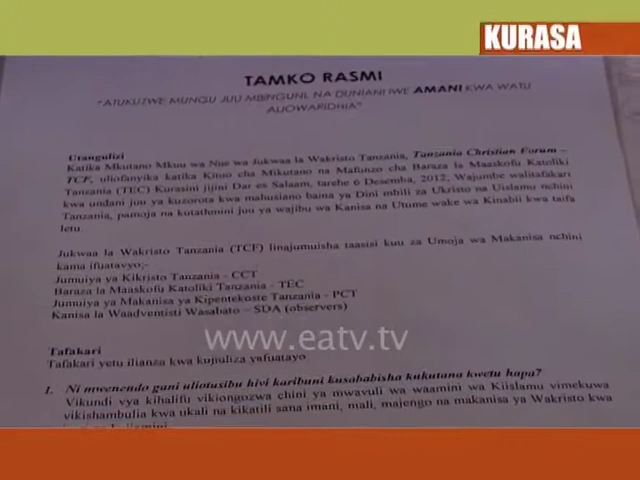 KURASA
TAMKO RASMI
"ATUKUZWE MUNGU JUU MBINGUNI, NA DUNIANI IWE AMANI KWA WATU
ALIOWARIDHIA"
Utangulizi
Katika Mkutano Mkuu wa Nne wa Jukwaa la Wakristo Tanzania, Tanzania Christian Forum –
TCF, uliofanyika katika Kituo cha Mikutano na Mafunzo cha Baraza la Maaskofu Katoliki
Tanzania (TEC) Kurasini jijini Dar es Salaam, tarehe 6 Desemba, 2012; Wajumbe walitafakari
kwa undani juu ya kuzorota kwa mahusiano baina ya Dini mbili za Ukristo na Uislamu nchini
Tanzania, pamoja na kutathmini juu ya wajibu wa Kanisa na Utume wake wa Kinabii kwa taifa
letu.
Jukwaa la Wakristo Tanzania (TCF) linajumuisha taasisi kuu za Umoja wa Makanisa nchini
kama ifuatavyo;-
Jumuiya ya Kikristo Tanzania - CCT
Baraza la Maaskofu Katoliki Tanzania - TEC
Jumuiya ya Makanisa ya Kipentekoste Tanzania - PCT
Kanisa la Waadventisti Wasabato – SDA (observers)
www.eatv.tv
Tafakari
Tafakari yetu ilianza kwa kujiuliza yafuatayo
1. Ni mwenendo gani uliotusibu hivi karibuni kusababisha kukutana kwetu hapa?
Vikundi vya kihalifu vikiongozwa chini ya mwavuli wa waamini wa Kiislamu vimekuwa
vikishambulia kwa ukali na kikatili sana imani, mali, majengo na makanisa ya Wakristo kwa